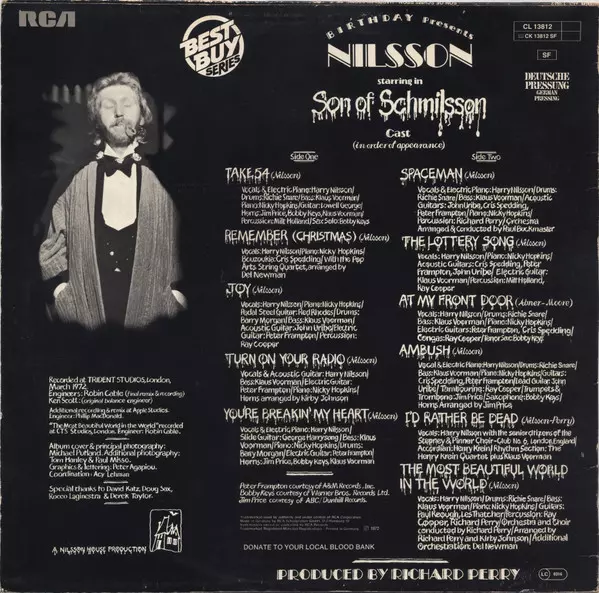 RCA
BEST
BUY
SERIES
BIRTHDAY Presents
NILSSON
starring in
Son of Schmilsson
Cast
(in order of appearance)
CL 13812
CK 13812 SF
SF
DEUTSCHE
PRESSUNG
GERMAN
PRESSING
Side One
TAKE 54 (Nilsson)
Vocals & Electric Piano: Harry Nilsson/
Drums: Richie Snare/Bass: Klaus Voorman/
Piano: Nicky Hopkins/Guitar: Lowell George/
Horns: Jim Price, Bobby Keys, Klaus Voorman/
Percussion: Milt Holland/Sax Solo: Bobby Keys
REMEMBER (CHRISTMAS) (Nilsson)
Vocals: Harry Nilsson/Piano: Nicky Hopkins/
Bouzoukie: Cris Spedding/With the Pop
Arts String Quartet, arranged by
Del Newman
JOY (Nilsson)
Vocals: Harry Nilsson/Piano: Nicky Hopkins/
Pedal Steel Guitar: Red Rhodes/Drums:
Barry Morgan/Bass: Klaus Voorman/
Acoustic Guitar: John Uribe/Electric
Guitar: Peter Frampton/Percussion:
Ray Cooper
TURN ON YOUR RADIO (Nilsson)
Vocals & Acoustic Guitar: Harry Nilsson/
Bass: Klaus Voorman/Electric Guitar:
Peter Frampton/Piano: Nicky Hopkins/
Horns arranged by Kirby Johnson
YOU'RE BREAKIN' MY HEART (Nilsson)
Vocals & Electric Piano: Harry Nilsson/
Slide Guitar: George Harrysong/Bass: Klaus
Voorman/Piano: Nicky Hopkins/Drums:
Barry Morgan/Electric Guitar: Peter Frampton/
Horns: Jim Price, Bobby Keys, Klaus Voorman
Peter Frampton courtesy of A&M Records Inc.
Bobby Keys courtesy of Warner Bros. Records Ltd.
Jim Price courtesy of ABC/Dunhill Records.
℗ 1972
DONATE TO YOUR LOCAL BLOOD BANK
Side Two
SPACEMAN (Nilsson)
Vocals & Electric Piano: Harry Nilsson/Drums:
Richie Snare/Bass: Klaus Voorman/Acoustic
Guitars: John Uribe, Cris Spedding,
Peter Frampton/Piano: Nicky Hopkins/
Percussion: Richard Perry/Orchestra
Arranged & Conducted by Paul Buckmaster
THE LOTTERY SONG (Nilsson)
Vocals: Harry Nilsson/Piano: Nicky Hopkins/
Acoustic Guitars: Cris Spedding, Peter
Frampton, John Uribe/Electric Guitar:
Klaus Voorman/Percussion: Milt Holland,
Ray Cooper
AT MY FRONT DOOR (Abner-Moore)
Vocals: Harry Nilsson/Drums: Richie Snare/
Bass: Klaus Voorman/Piano: Nicky Hopkins/
Electric Guitars: Peter Frampton, Cris Spedding/
Congas: Ray Cooper/Tenor Sax: Bobby Keys
AMBUSH (Nilsson)
Vocals & Electric Piano: Harry Nilsson/Drums: Richie Snare/
Bass: Klaus Voorman/Piano: Nicky Hopkins/Guitars:
Cris Spedding, Peter Frampton/Lead Guitar: John
Uribe/Tambourine: Ray Cooper/Trumpets &
Trombone: Jim Price/Saxophone: Bobby Keys/
Horns Arranged by Jim Price
I'D RATHER BE DEAD (Nilsson-Perry)
Vocals: Harry Nilsson with the senior citizens of the
Stepney & Pinner Choir-Club No. 6, London, England/
Accordian: Harry Krein/Rhythm Section: The
Harry Krein Quartet plus Klaus Voorman
THE MOST BEAUTIFUL WORLD
IN THE WORLD (Nilsson)
Vocals: Harry Nilsson/Drums: Richie Snare/Bass:
Klaus Voorman/Piano: Nicky Hopkins/Guitars:
Paul Keough, Les Thatcher/Percussion: Ray
Cooper, Richard Perry/Orchestra and Choir
conducted by Richard Perry/Arranged by
Richard Perry and Kirby Johnson/Additional
Orchestration: Del Newman
Recorded at TRIDENT STUDIOS, London,
March 1972.
Engineers: Robin Cable: (final remix & recording)
Ken Scott: (original balance engineer)
Additional recording & remix at Apple Studios.
Engineer: Phillip MacDonald.
"The Most Beautiful World in the World" recorded
at CTS Studios, London. Engineer: Robin Cable.
Album cover & principal photography:
Michael Putland. Additional photography:
Tom Hanley & Paul Misso.
Graphics & lettering: Peter Agapiou.
Coordination: Acy Lehman
Special thanks to David Katz, Doug Sax,
Rocco Laginestra & Derek Taylor.
A NILSSON HOUSE PRODUCTION
PRODUCED BY RICHARD PERRY
LC